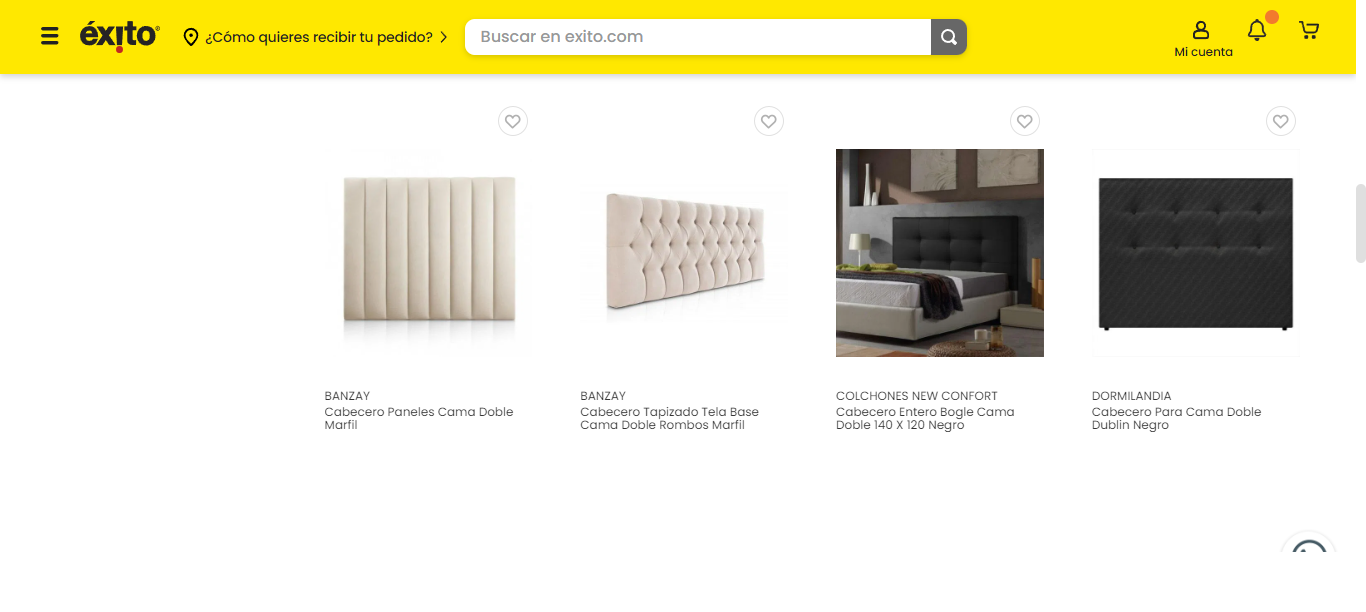 éxito
¿Cómo quieres recibir tu pedido?
Buscar en exito.com
Mi cuenta
BANZAY
Cabecero Paneles Cama Doble
Marfil
BANZAY
Cabecero Tapizado Tela Base
Cama Doble Rombos Marfil
COLCHONES NEW CONFORT
Cabecero Entero Bogle Cama
Doble 140 X 120 Negro
DORMILANDIA
Cabecero Para Cama Doble
Dublin Negro